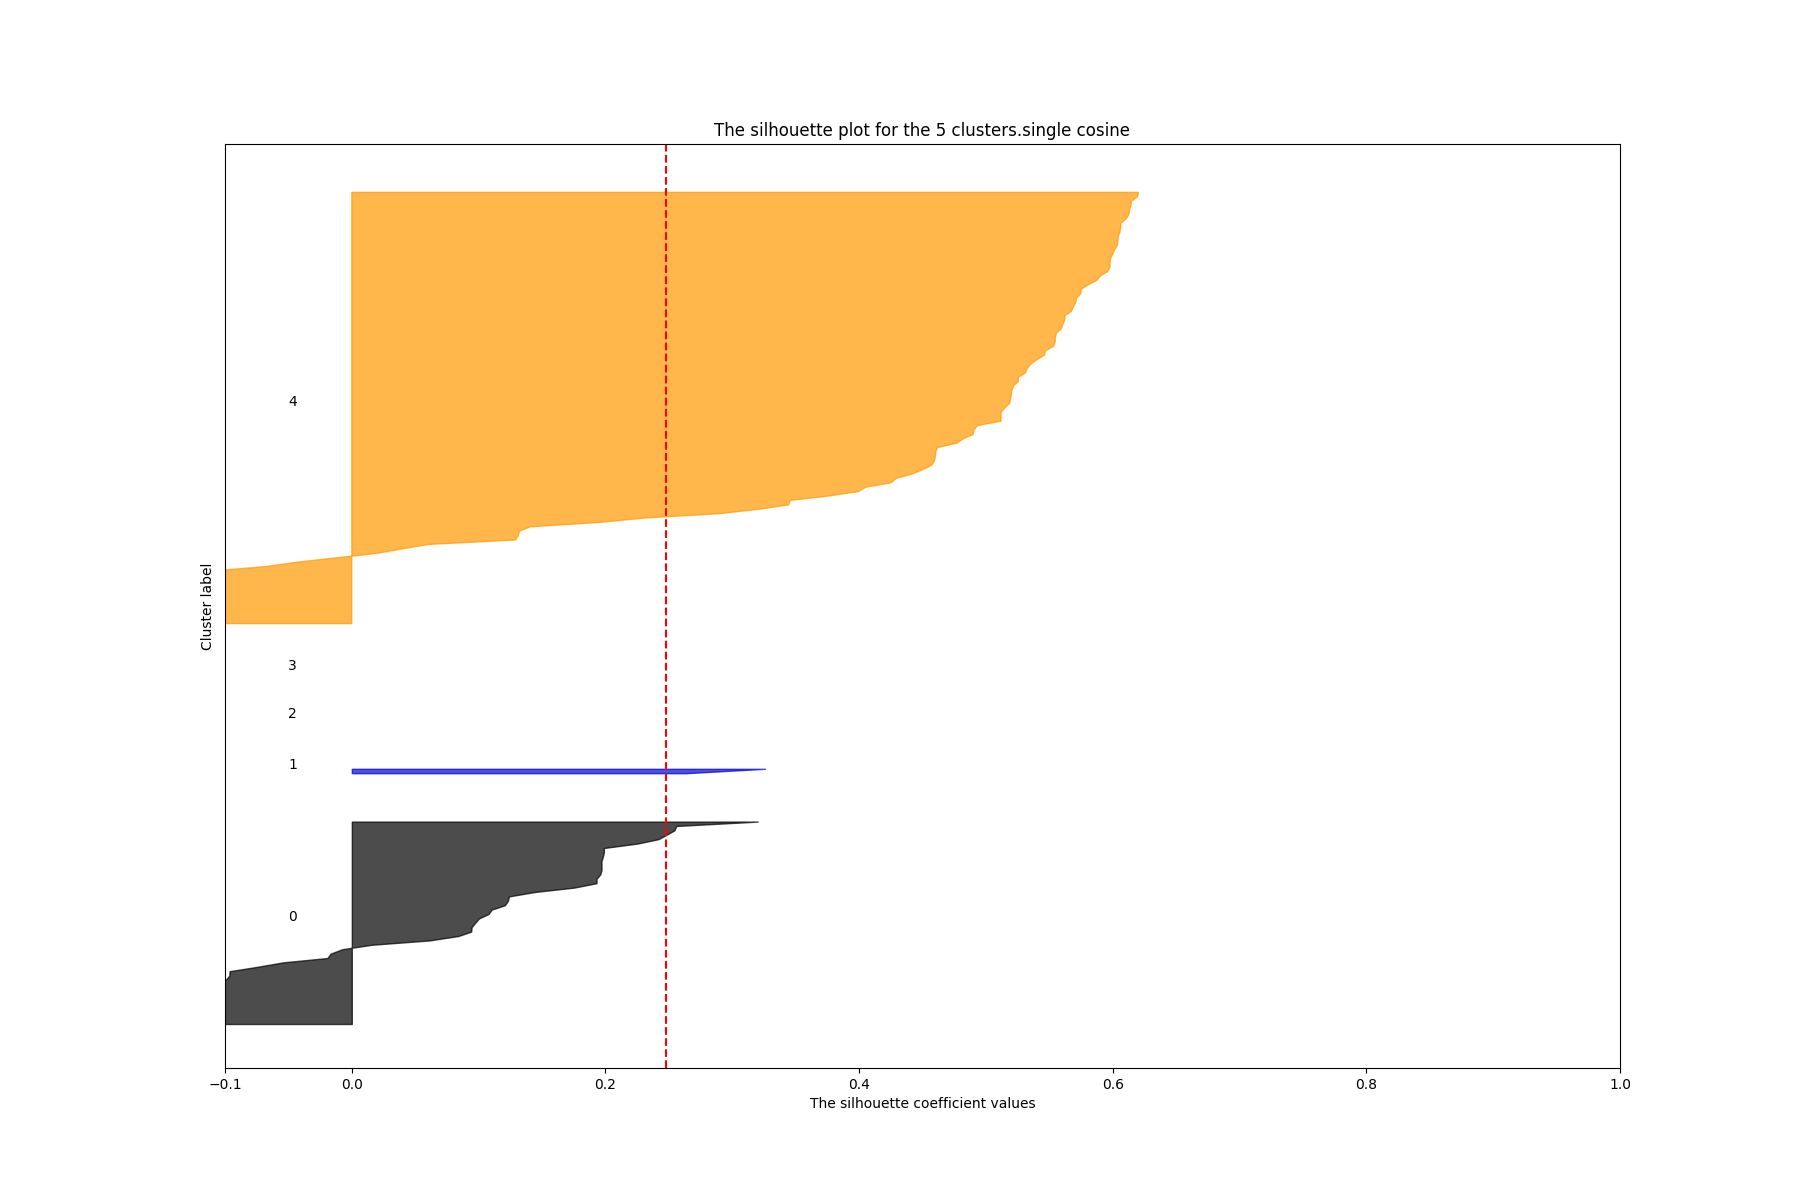 The silhouette plot for the 5 clusters.single cosine
4
Cluster label
3
2
1
0
−0.1 0.0 0.2 0.4 0.6 0.8 1.0
The silhouette coefficient values